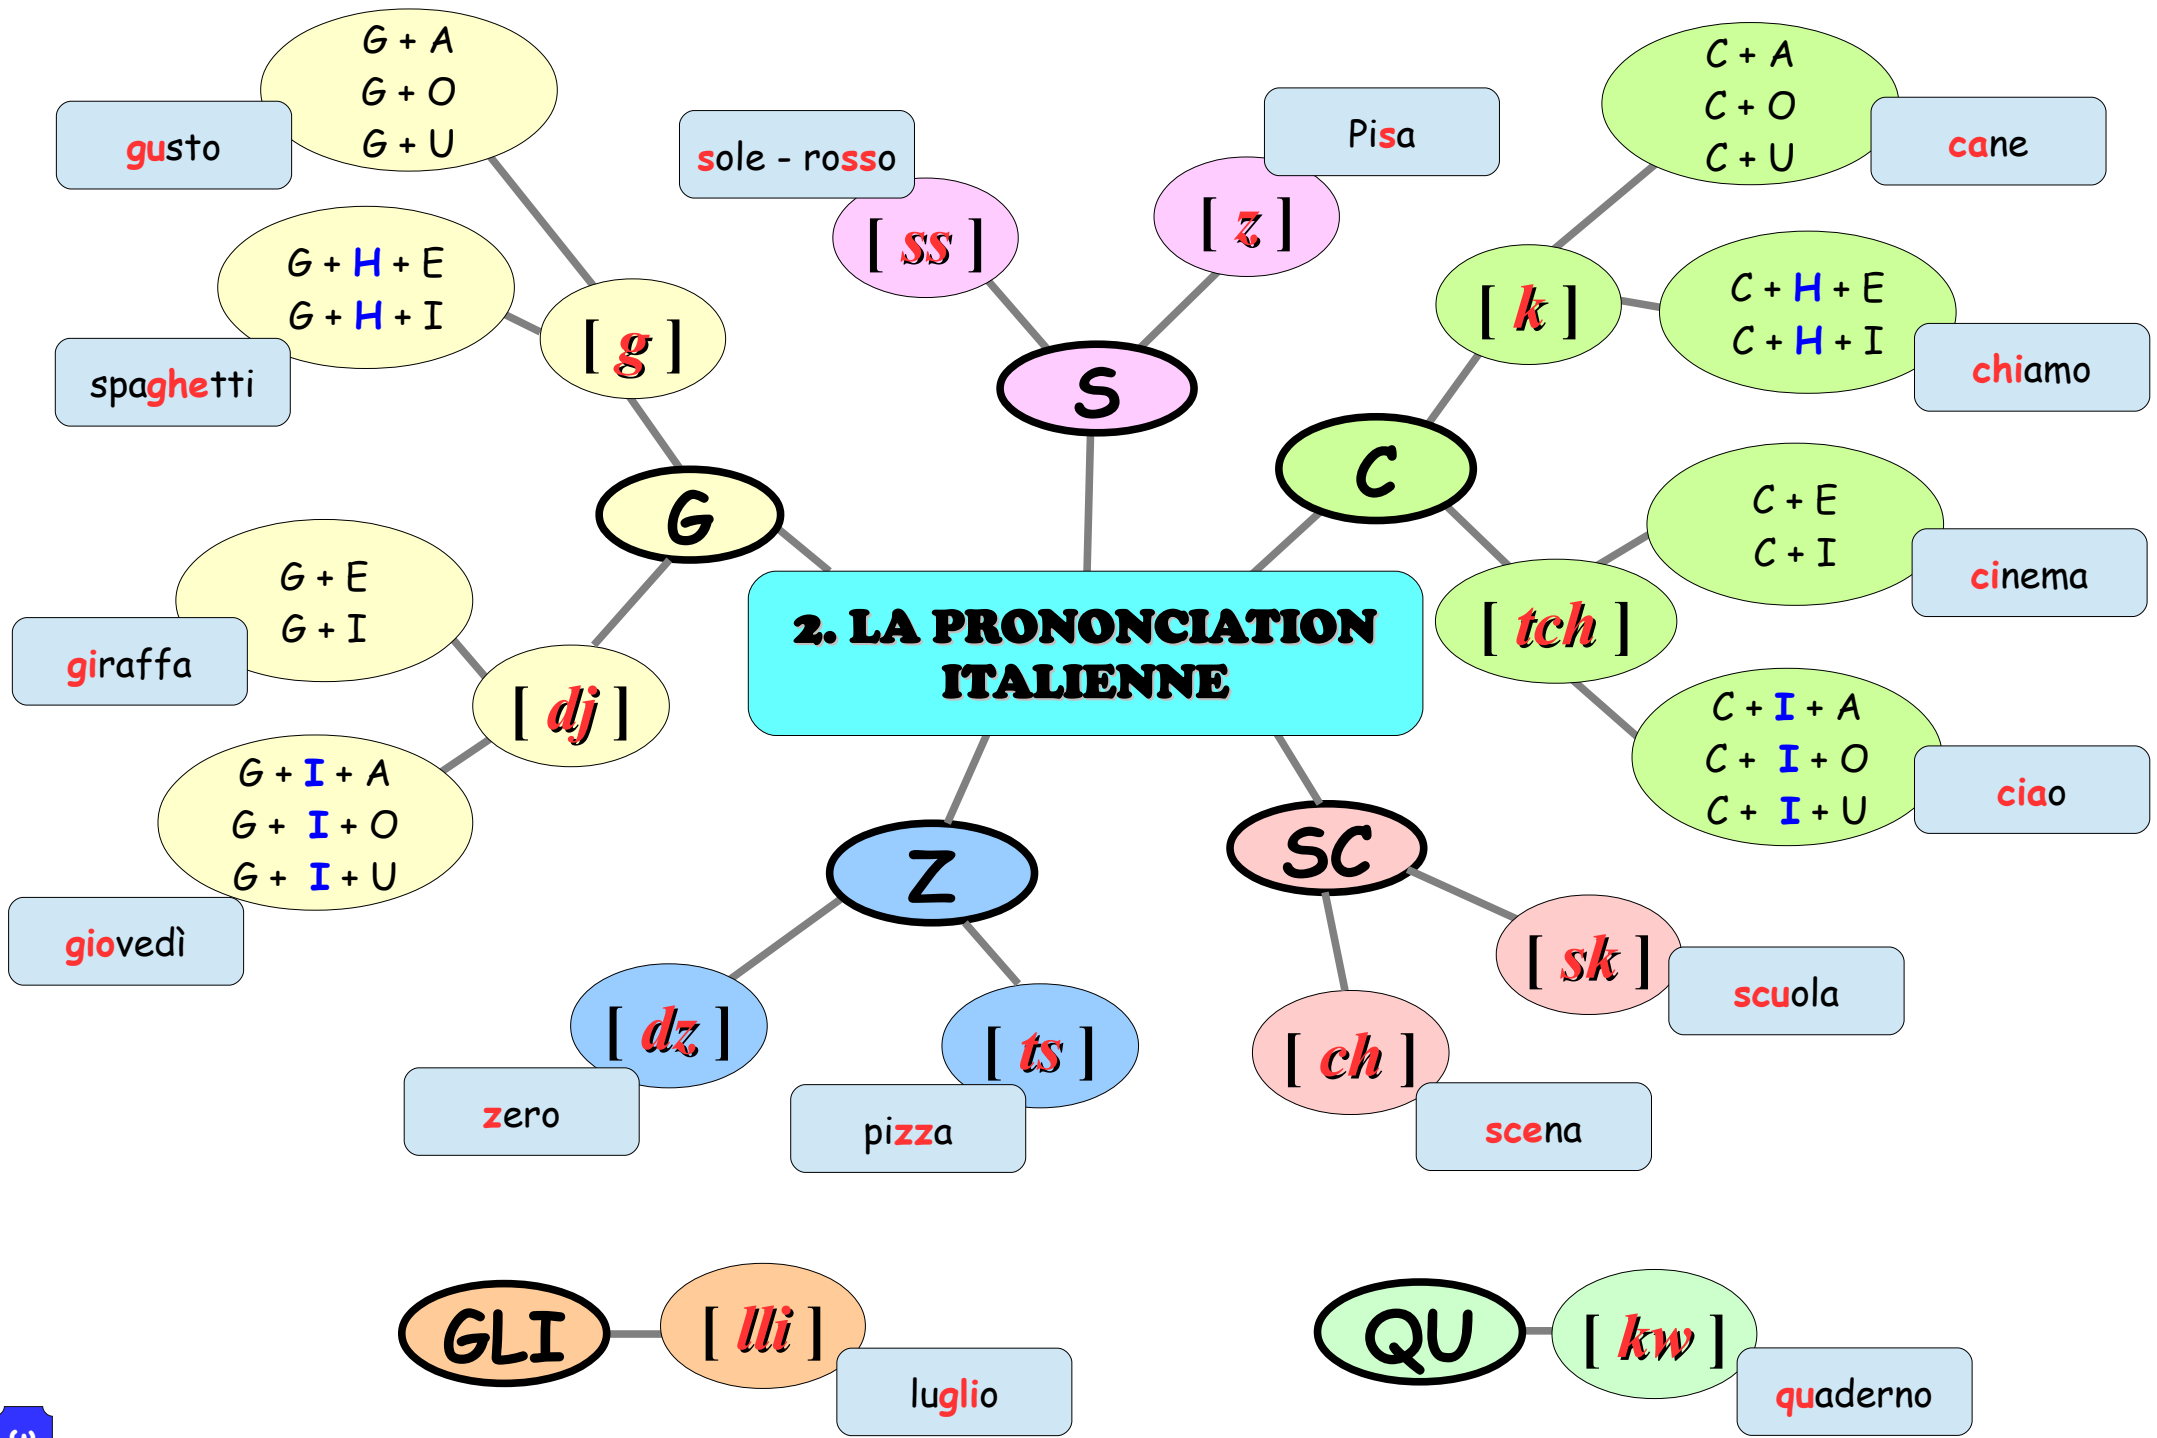 2. LA PRONONCIATION
ITALIENNE
G
[ g ]
G + A
G + O
G + U
gusto
G + H + E
G + H + I
spaghetti
[ dj ]
G + E
G + I
giraffa
G + I + A
G + I + O
G + I + U
giovedì
S
[ ss ]
sole - rosso
[ z ]
Pisa
C
[ k ]
C + A
C + O
C + U
cane
C + H + E
C + H + I
chiamo
[ tch ]
C + E
C + I
cinema
C + I + A
C + I + O
C + I + U
ciao
Z
[ dz ]
zero
[ ts ]
pizza
SC
[ sk ]
scuola
[ ch ]
scena
GLI
[ lli ]
luglio
QU
[ kw ]
quaderno